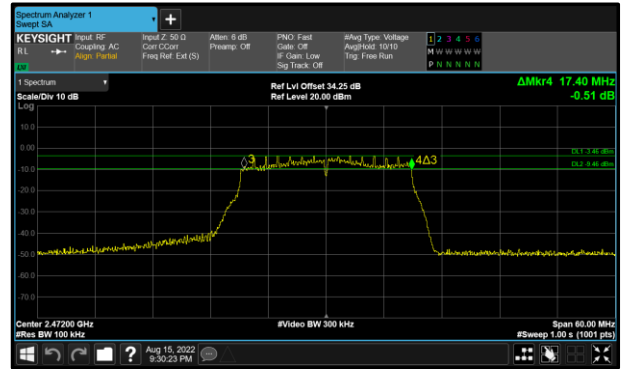 Spectrum Analyzer 1
Swept SA
+
KEYSIGHT
RL
Input: RF
Coupling: AC
Align: Partial
Input Z: 50 Ω
Corr CCorr
Freq Ref: Ext (S)
Atten: 6 dB
Preamp: Off
PNO: Fast
Gate: Off
IF Gain: Low
Sig Track: Off
#Avg Type: Voltage
Avg|Hold: 10/10
Trig: Free Run
1 2 3 4 5 6
M W W W W W
P N N N N N
1 Spectrum
Scale/Div 10 dB
Log
Ref Lvl Offset 34.25 dB
Ref Level 20.00 dBm
ΔMkr4 17.40 MHz
-0.51 dB
10.0
0.00
-10.0
-20.0
-30.0
-40.0
-50.0
-60.0
-70.0
3
4Δ3
DL1 -3.46 dBm
DL2 -9.46 dBm
Center 2.47200 GHz
#Res BW 100 kHz
#Video BW 300 kHz
Span 60.00 MHz
#Sweep 1.00 s (1001 pts)
?
Aug 15, 2022
9:30:23 PM